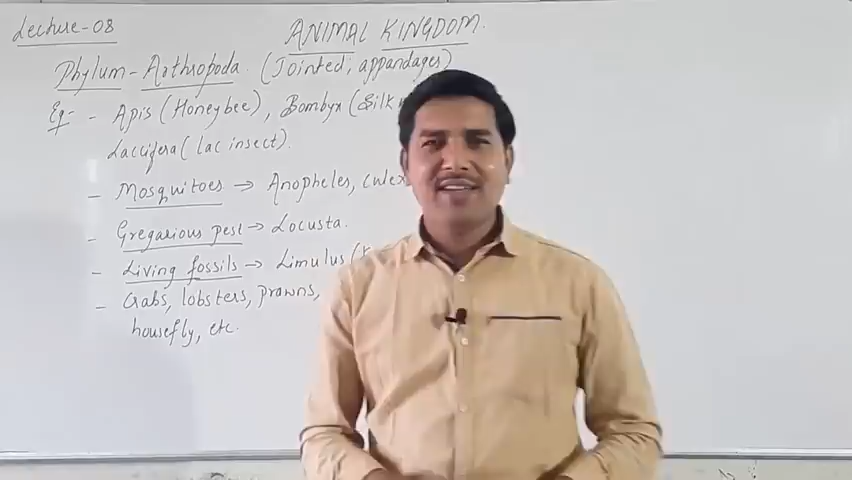 Lecture-08
ANIMAL KINGDOM.
Phylum - Arthropoda. (Jointed, appandages)
Eg:- - Apis (Honeybee), Bombyx (Silk
Laccifera (lac insect).
- Mosquitoes → Anopheles, culex
- Gregarious pest → Locusta.
- Living fossils → Limulus (
- Crabs, lobsters, prawns,
housefly, etc.